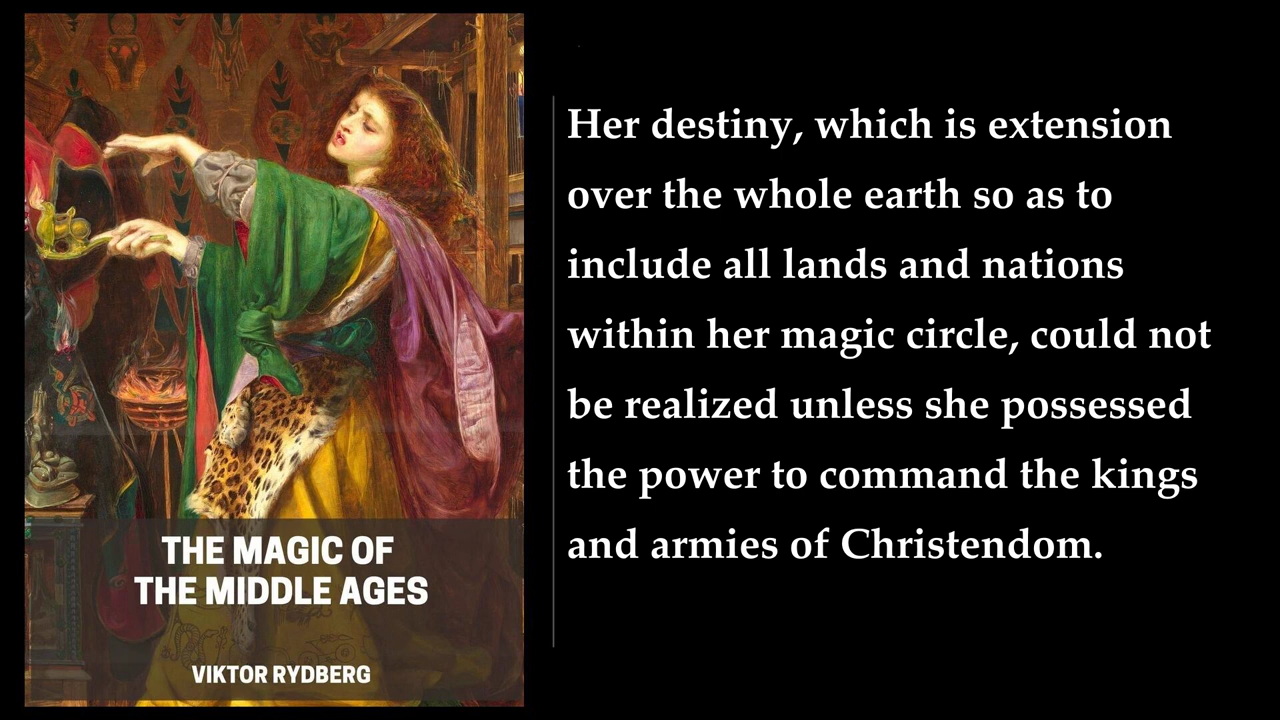 THE MAGIC OF
THE MIDDLE AGES
VIKTOR RYDBERG
Her destiny, which is extension
over the whole earth so as to
include all lands and nations
within her magic circle, could not
be realized unless she possessed
the power to command the kings
and armies of Christendom.